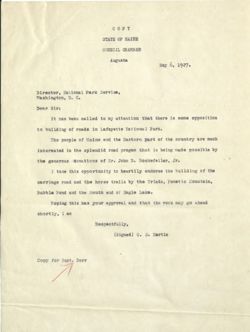 COPY
STATE OF MAINE
COUNCIL CHAMBER
Augusta
May 6, 1927.
Director, National Park Service,
Washington, D. C.
Dear Sir:
It has been called to my attention that there is some opposition
to building of roads in Lafayette National Park.
The people of Maine and the Eastern part of the country are much
interested in the splendid road program that is being made possible by
the generous donations of Mr. John D. Rockefeller, Jr.
I take this opportunity to heartily endorse the building of the
carriage road and the horse trails by the Triads, Penetic Mountain,
Bubble Pond and the South end of Eagle Lake.
Hoping this has your approval and that the work may go ahead
shortly, I am
Respectfully,
(Signed) C. S. Martin
Copy for Supt. Dorr